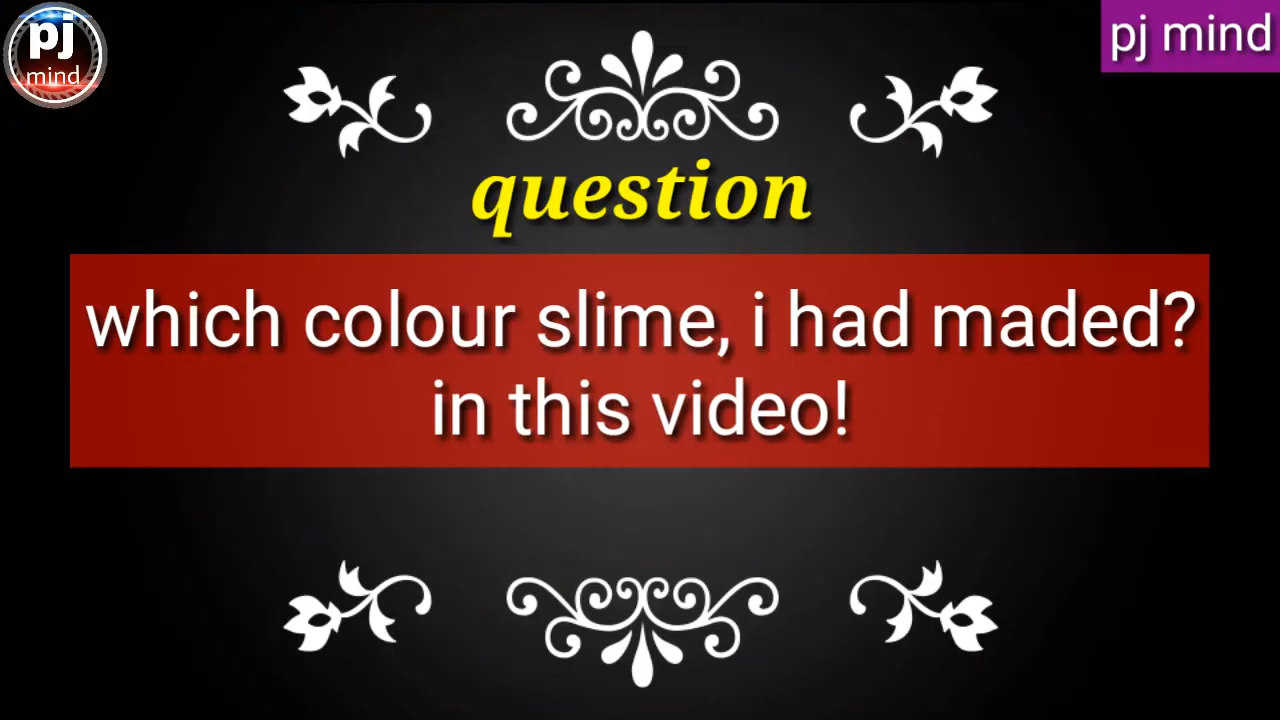 pj
mind
pj mind
question
which colour slime, i had maded?
in this video!